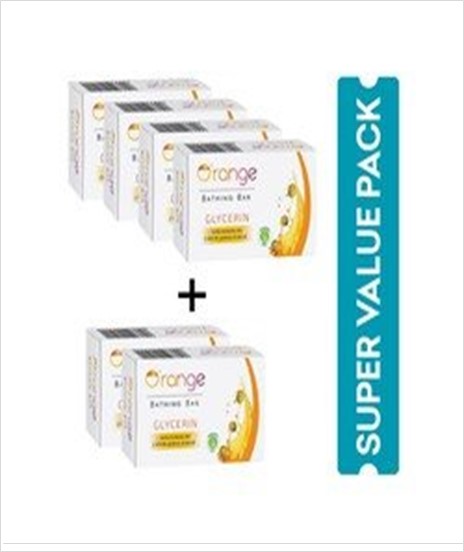 Orange
BATHING BAR
GLYCERIN
+
Orange
BATHING BAR
GLYCERIN
SUPER VALUE PACK